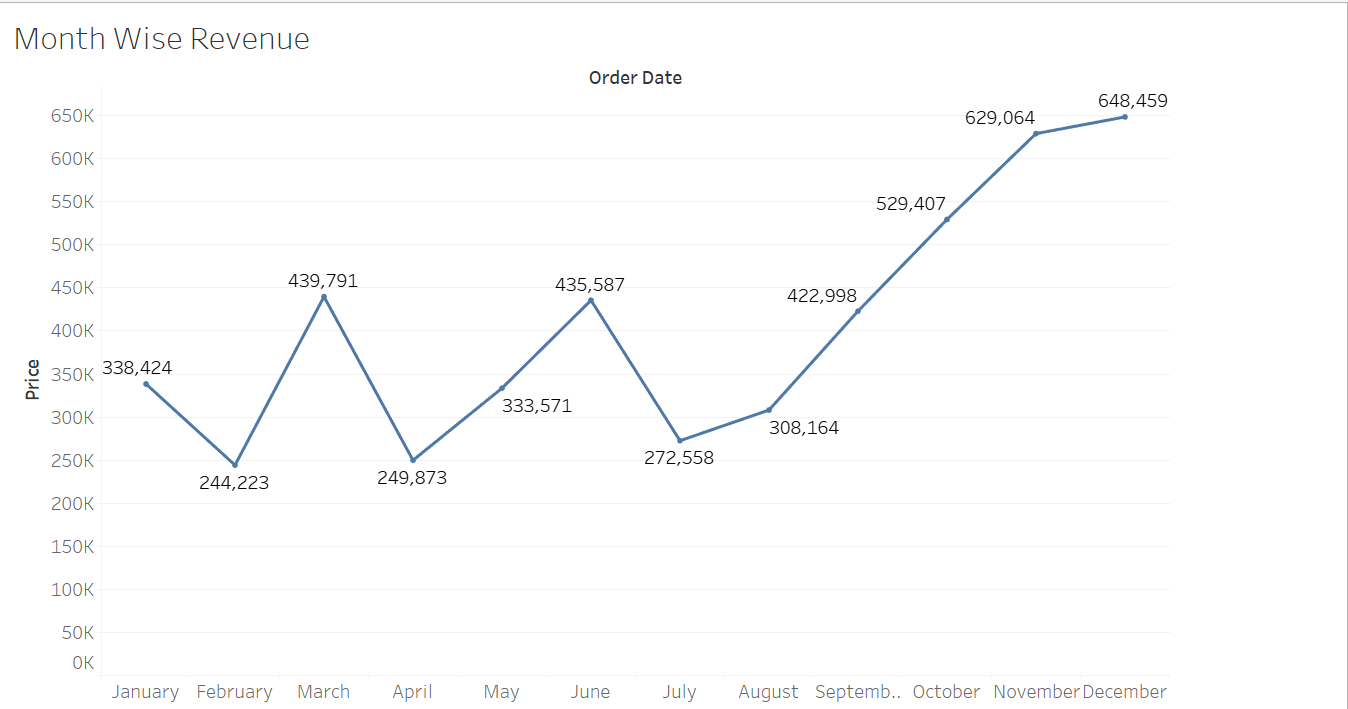 Month Wise Revenue
Order Date
650K
600K
550K
500K
450K
400K
350K
300K
250K
200K
150K
100K
50K
0K
Price
338,424
244,223
439,791
249,873
333,571
435,587
272,558
308,164
422,998
529,407
629,064
648,459
January February March April May June July August Septemb.. October November December